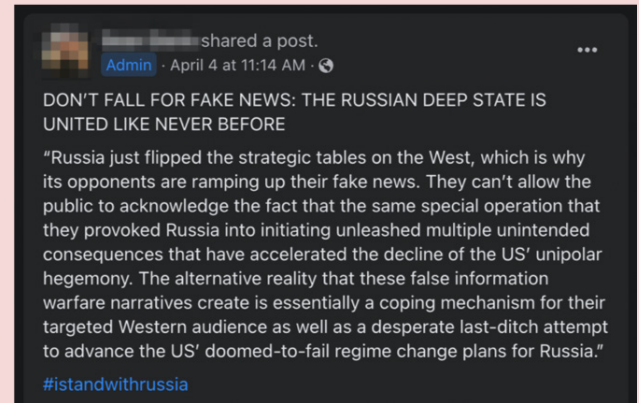 shared a post.
Admin · April 4 at 11:14 AM ·
DON'T FALL FOR FAKE NEWS: THE RUSSIAN DEEP STATE IS
UNITED LIKE NEVER BEFORE
“Russia just flipped the strategic tables on the West, which is why
its opponents are ramping up their fake news. They can’t allow the
public to acknowledge the fact that the same special operation that
they provoked Russia into initiating unleashed multiple unintended
consequences that have accelerated the decline of the US’ unipolar
hegemony. The alternative reality that these false information
warfare narratives create is essentially a coping mechanism for their
targeted Western audience as well as a desperate last-ditch attempt
to advance the US’ doomed-to-fail regime change plans for Russia.”
#istandwithrussia